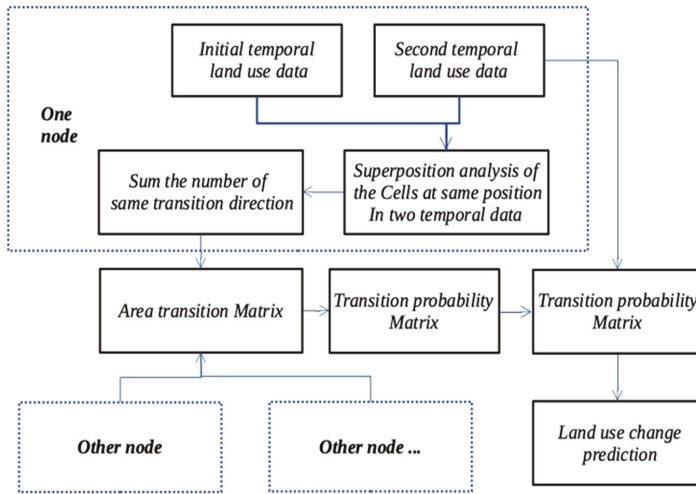 Initial temporal
land use data
Second temporal
land use data
One
node
Sum the number of
same transition direction
Superposition analysis of
the Cells at same position
In two temporal data
Area transition Matrix
Transition probability
Matrix
Transition probability
Matrix
Other node
Other node ...
Land use change
prediction